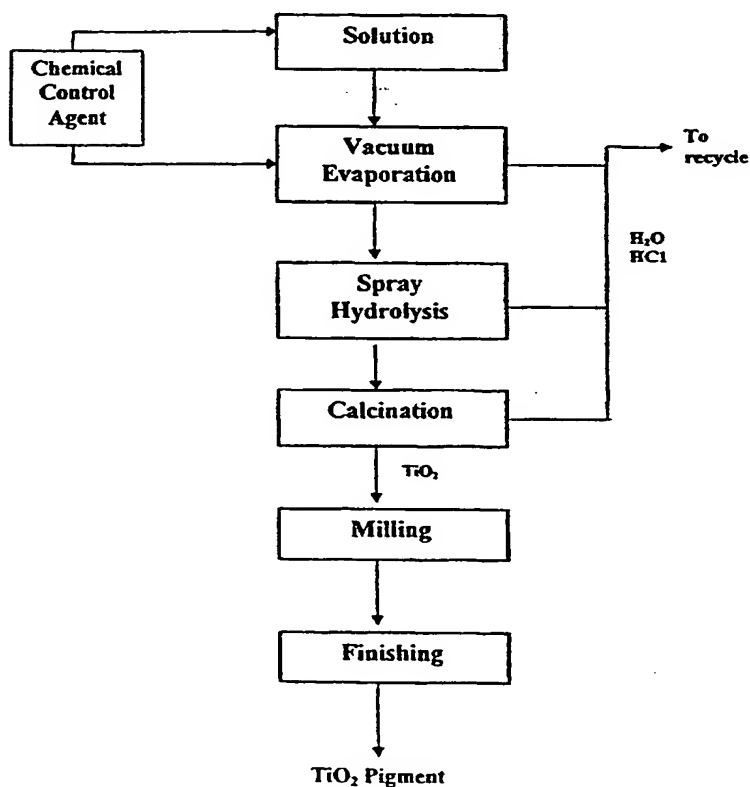 Solution
Chemical
Control
Agent
Vacuum
Evaporation
To
recycle
H₂O
HCl
Spray
Hydrolysis
Calcination
TiO₂
Milling
Finishing
TiO₂ Pigment